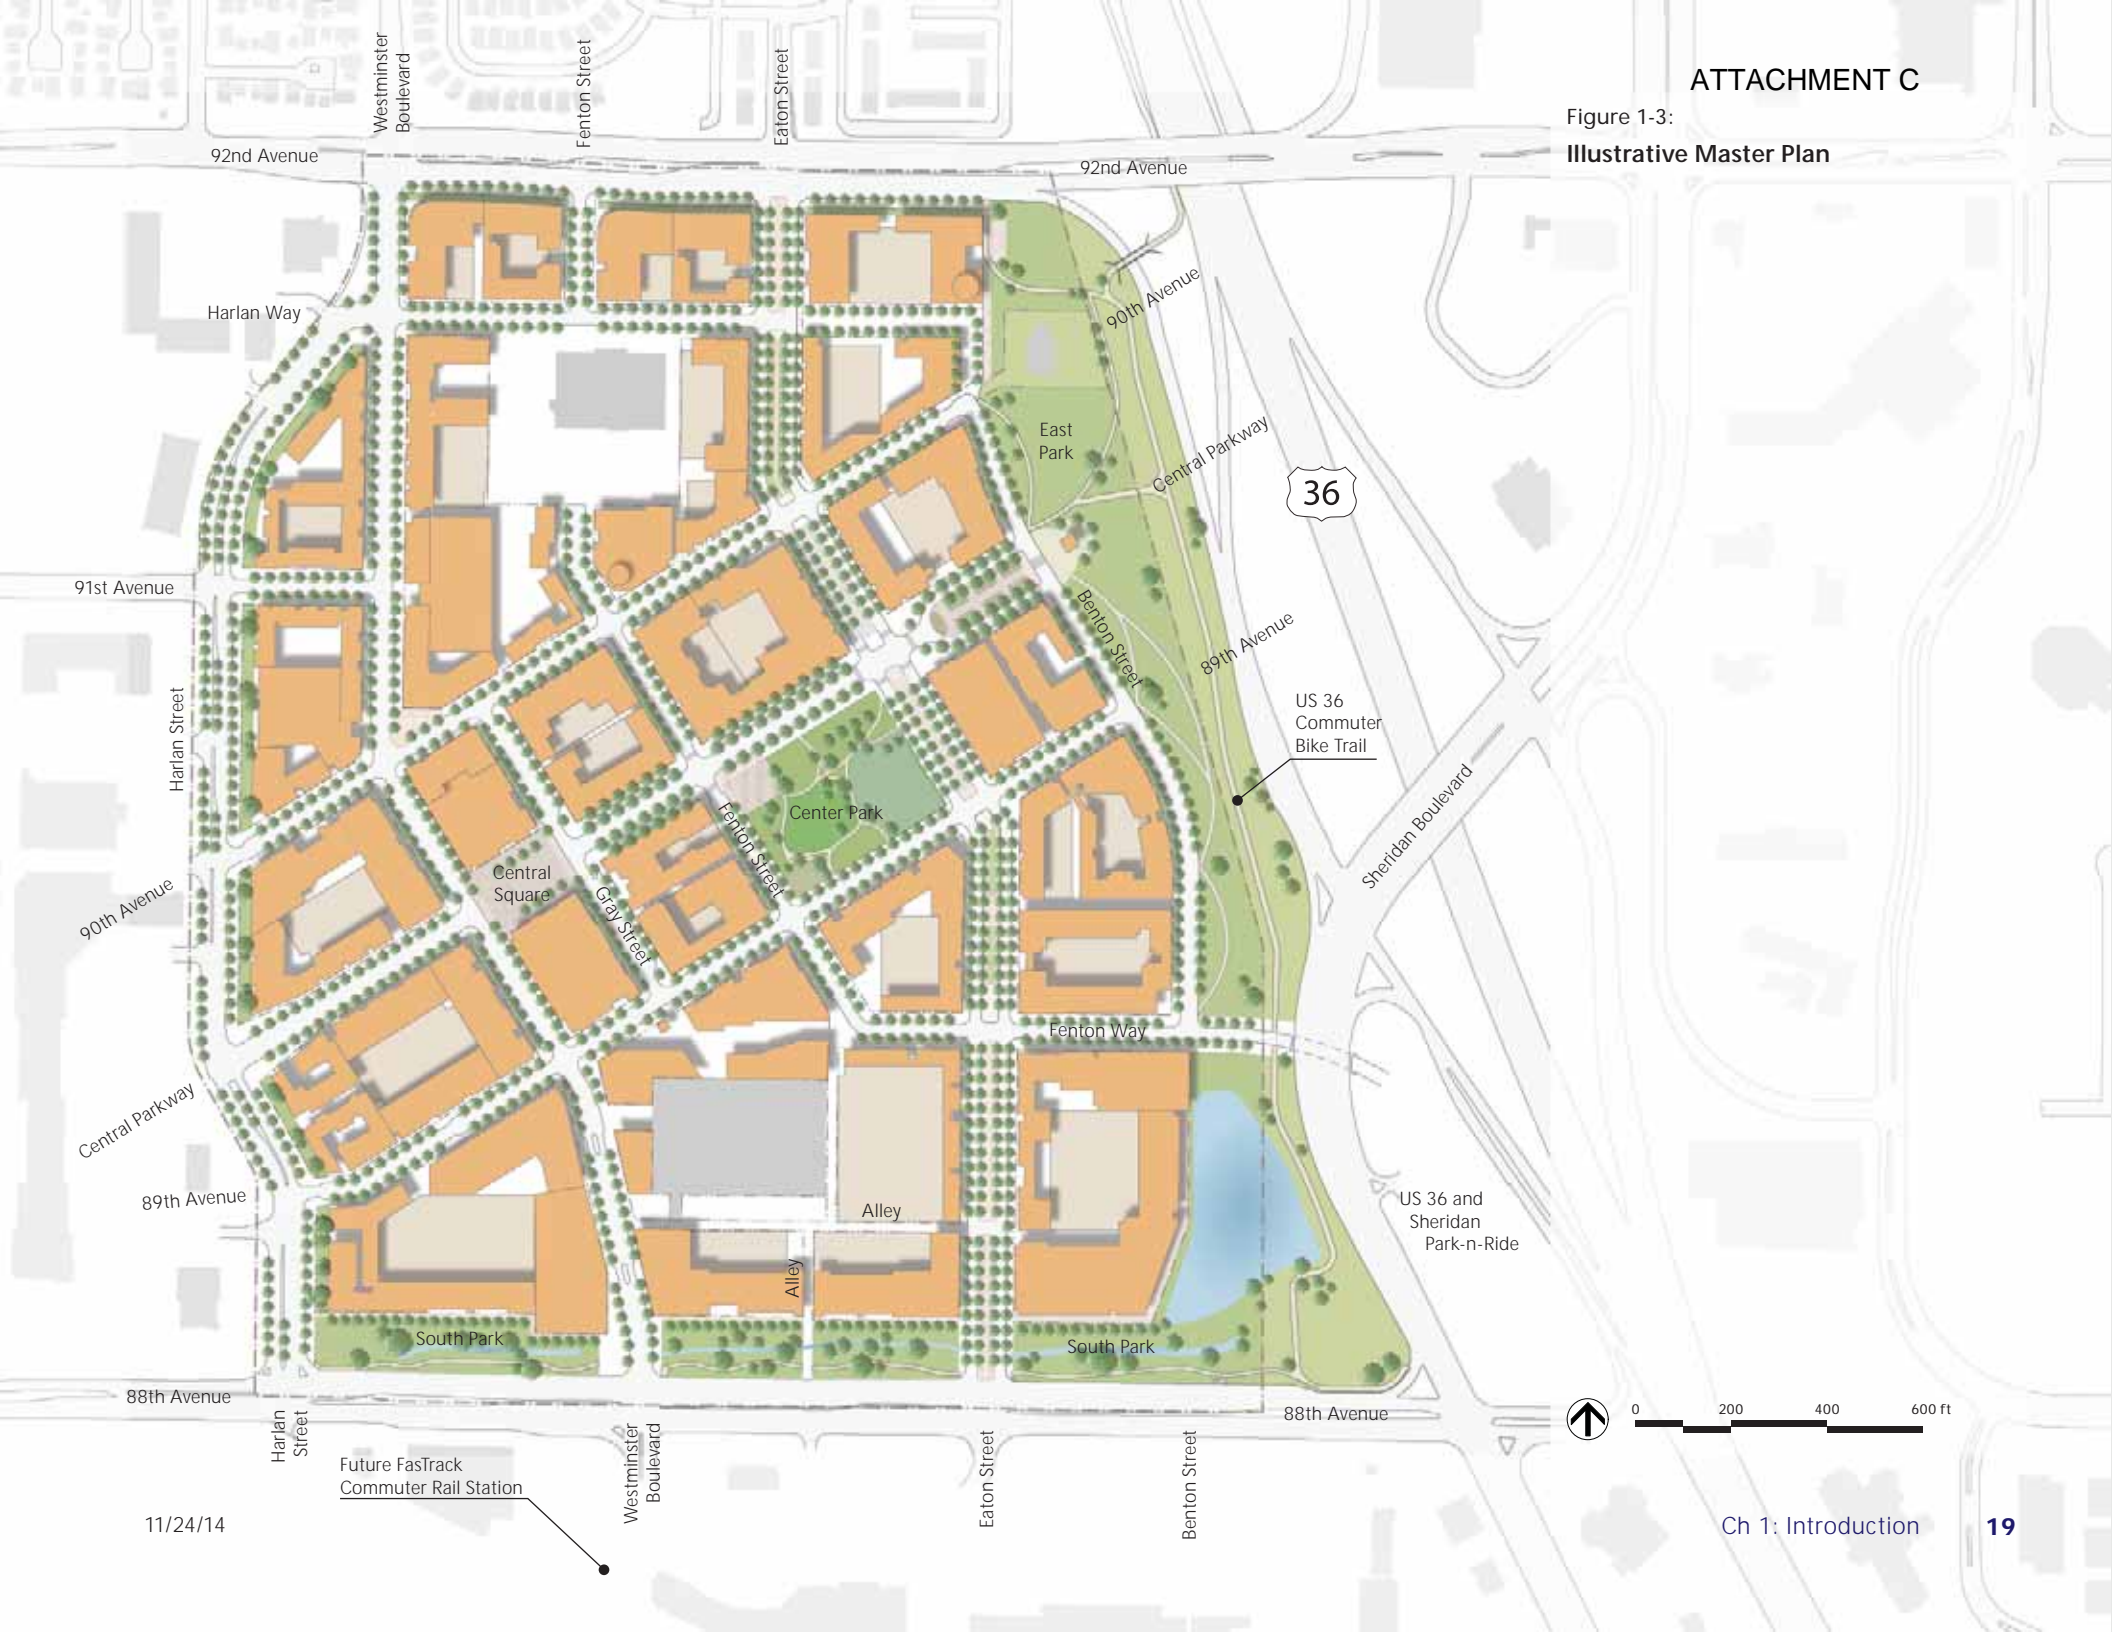 ATTACHMENT C
Figure 1-3:
Illustrative Master Plan
Westminster
Boulevard
Fenton Street
Eaton Street
92nd Avenue
92nd Avenue
Harlan Way
90th Avenue
East
Park
Central Parkway
36
91st Avenue
Benton Street
89th Avenue
Harlan Street
US 36
Commuter
Bike Trail
Center Park
Fenton Street
Sheridan Boulevard
Central
Square
Gray Street
90th Avenue
Fenton Way
Central Parkway
89th Avenue
Alley
US 36 and
Sheridan
Park-n-Ride
Alley
South Park
South Park
88th Avenue
88th Avenue
0 200 400 600 ft
Harlan
Street
Westminster
Boulevard
Eaton Street
Benton Street
Future FasTrack
Commuter Rail Station
11/24/14
Ch 1: Introduction 19